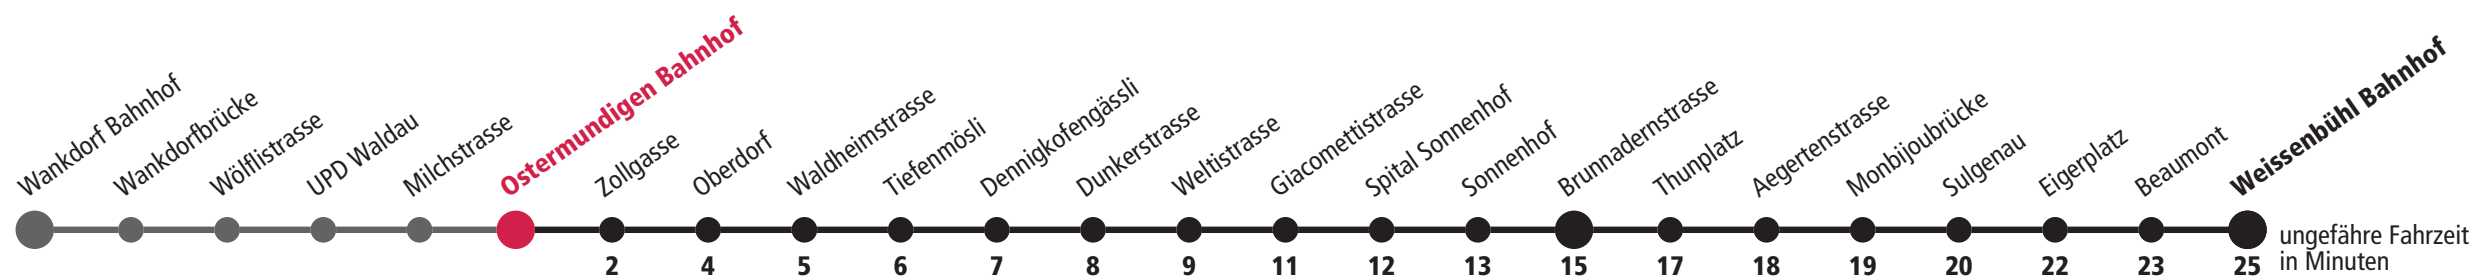 Wankdorf Bahnhof
Wankdorfbrücke
Wölflistrasse
UPD Waldau
Milchstrasse
Ostermundigen Bahnhof
Zollgasse
Oberdorf
Waldheimstrasse
Tiefenmösli
Dennigkofengässli
Dunkerstrasse
Weltistrasse
Giacomettistrasse
Spital Sonnenhof
Sonnenhof
Brunnadernstrasse
Thunplatz
Aegertenstrasse
Monbijoubrücke
Sulgenau
Eigerplatz
Beaumont
Weissenbühl Bahnhof
2 4 5 6 7 8 9 11 12 13 15 17 18 19 20 22 23 25
ungefähre Fahrzeit
in Minuten